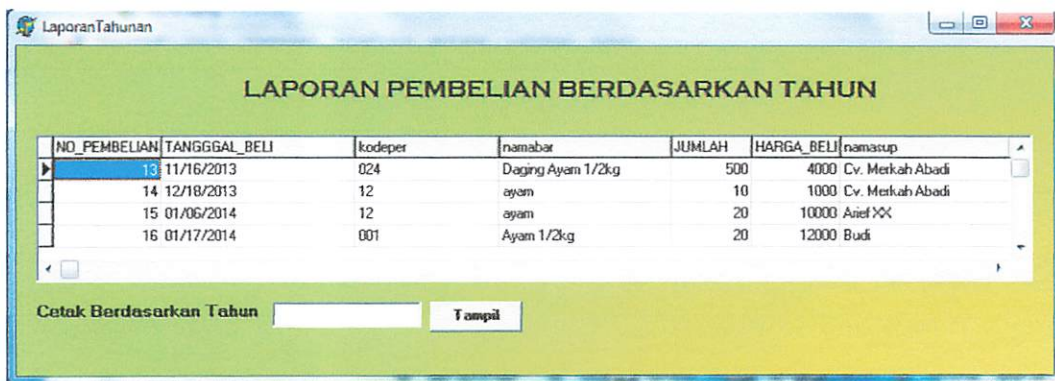 LaporanTahunan
LAPORAN PEMBELIAN BERDASARKAN TAHUN
NO_PEMBELIAN TANGGGAL_BELI kodeper namabar JUMLAH HARGA_BELI namasup
13 11/16/2013 024 Daging Ayam 1/2kg 500 4000 Cv. Merkah Abadi
14 12/18/2013 12 ayam 10 1000 Cv. Merkah Abadi
15 01/06/2014 12 ayam 20 10000 Arief XX
16 01/17/2014 001 Ayam 1/2kg 20 12000 Budi
Cetak Berdasarkan Tahun Tampil